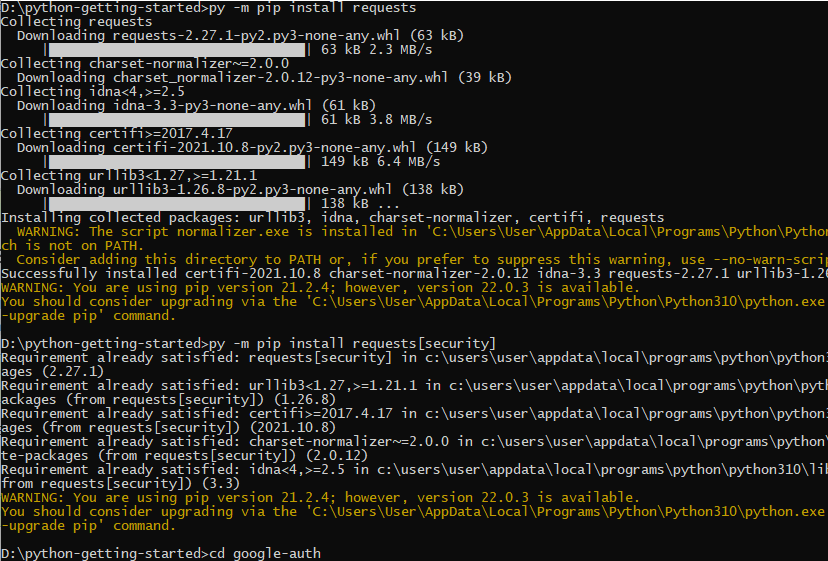 D:\python-getting-started>py -m pip install requests
Collecting requests
  Downloading requests-2.27.1-py2.py3-none-any.whl (63 kB)
     |████████████████████████████████| 63 kB 2.3 MB/s
Collecting charset-normalizer~=2.0.0
  Downloading charset_normalizer-2.0.12-py3-none-any.whl (39 kB)
Collecting idna<4,>=2.5
  Downloading idna-3.3-py3-none-any.whl (61 kB)
     |████████████████████████████████| 61 kB 3.8 MB/s
Collecting certifi>=2017.4.17
  Downloading certifi-2021.10.8-py2.py3-none-any.whl (149 kB)
     |████████████████████████████████| 149 kB 6.4 MB/s
Collecting urllib3<1.27,>=1.21.1
  Downloading urllib3-1.26.8-py2.py3-none-any.whl (138 kB)
     |████████████████████████████████| 138 kB ...
Installing collected packages: urllib3, idna, charset-normalizer, certifi, requests
  WARNING: The script normalizer.exe is installed in 'C:\Users\User\AppData\Local\Programs\Python\Python
ch is not on PATH.
  Consider adding this directory to PATH or, if you prefer to suppress this warning, use --no-warn-scrip
Successfully installed certifi-2021.10.8 charset-normalizer-2.0.12 idna-3.3 requests-2.27.1 urllib3-1.26
WARNING: You are using pip version 21.2.4; however, version 22.0.3 is available.
You should consider upgrading via the 'C:\Users\User\AppData\Local\Programs\Python\Python310\python.exe
-upgrade pip' command.

D:\python-getting-started>py -m pip install requests[security]
Requirement already satisfied: requests[security] in c:\users\user\appdata\local\programs\python\python3
ages (2.27.1)
Requirement already satisfied: urllib3<1.27,>=1.21.1 in c:\users\user\appdata\local\programs\python\pyth
ackages (from requests[security]) (1.26.8)
Requirement already satisfied: certifi>=2017.4.17 in c:\users\user\appdata\local\programs\python\python3
ages (from requests[security]) (2021.10.8)
Requirement already satisfied: charset-normalizer~=2.0.0 in c:\users\user\appdata\local\programs\python\
te-packages (from requests[security]) (2.0.12)
Requirement already satisfied: idna<4,>=2.5 in c:\users\user\appdata\local\programs\python\python310\lib
from requests[security]) (3.3)
WARNING: You are using pip version 21.2.4; however, version 22.0.3 is available.
You should consider upgrading via the 'C:\Users\User\AppData\Local\Programs\Python\Python310\python.exe
-upgrade pip' command.

D:\python-getting-started>cd google-auth